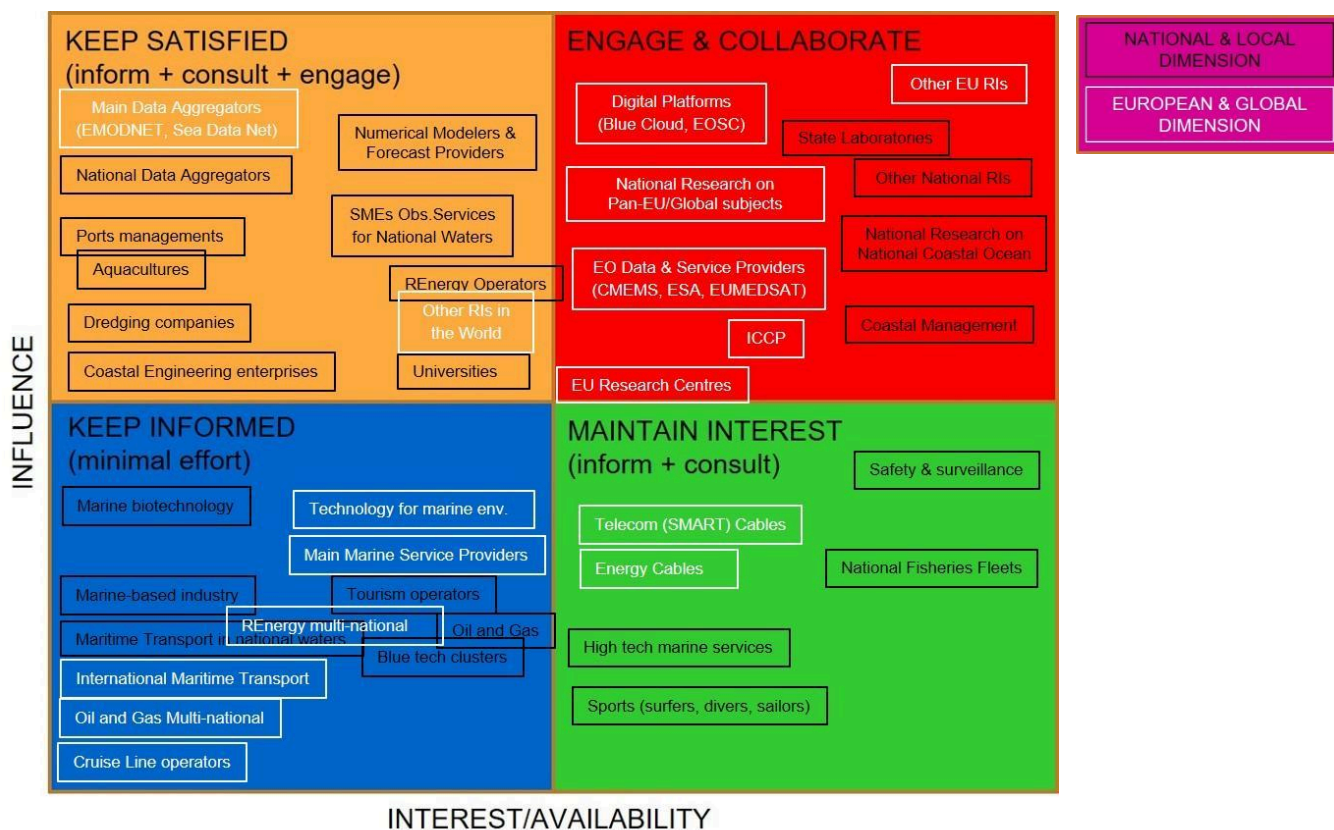 KEEP SATISFIED
(inform + consult + engage)
Main Data Aggregators
(EMODNET, Sea Data Net)
Numerical Modelers &
Forecast Providers
National Data Aggregators
SMEs Obs.Services
for National Waters
Ports managements
Aquacultures
REnergy Operators
Other RIs in
the World
Dredging companies
Coastal Engineering enterprises
Universities
ENGAGE & COLLABORATE
Other EU RIs
Digital Platforms
(Blue Cloud, EOSC)
State Laboratories
National Research on
Pan-EU/Global subjects
Other National RIs
National Research on
National Coastal Ocean
EO Data & Service Providers
(CMEMS, ESA, EUMEDSAT)
Coastal Management
ICCP
EU Research Centres
NATIONAL & LOCAL
DIMENSION
EUROPEAN & GLOBAL
DIMENSION
INFLUENCE
KEEP INFORMED
(minimal effort)
Marine biotechnology
Technology for marine env.
Main Marine Service Providers
Marine-based industry
Tourism operators
REnergy multi-national
Maritime Transport in national waters
Oil and Gas
Blue tech clusters
International Maritime Transport
Oil and Gas Multi-national
Cruise Line operators
MAINTAIN INTEREST
(inform + consult)
Safety & surveillance
Telecom (SMART) Cables
Energy Cables
National Fisheries Fleets
High tech marine services
Sports (surfers, divers, sailors)
INTEREST/AVAILABILITY